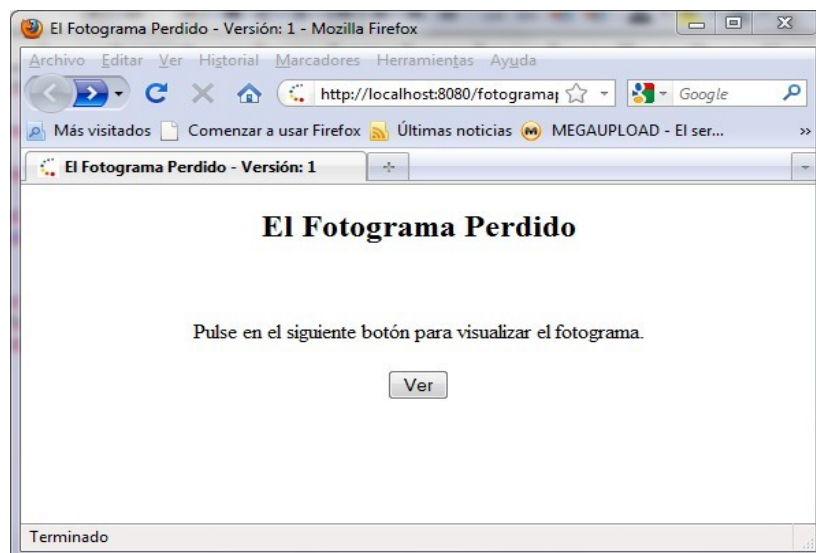 El Fotograma Perdido - Versión: 1 - Mozilla Firefox
Archivo Editar Ver Historial Marcadores Herramientas Ayuda
http://localhost:8080/fotogramap Google
Más visitados Comenzar a usar Firefox Últimas noticias MEGAUPLOAD - El ser... »
El Fotograma Perdido - Versión: 1
El Fotograma Perdido
Pulse en el siguiente botón para visualizar el fotograma.
Ver
Terminado